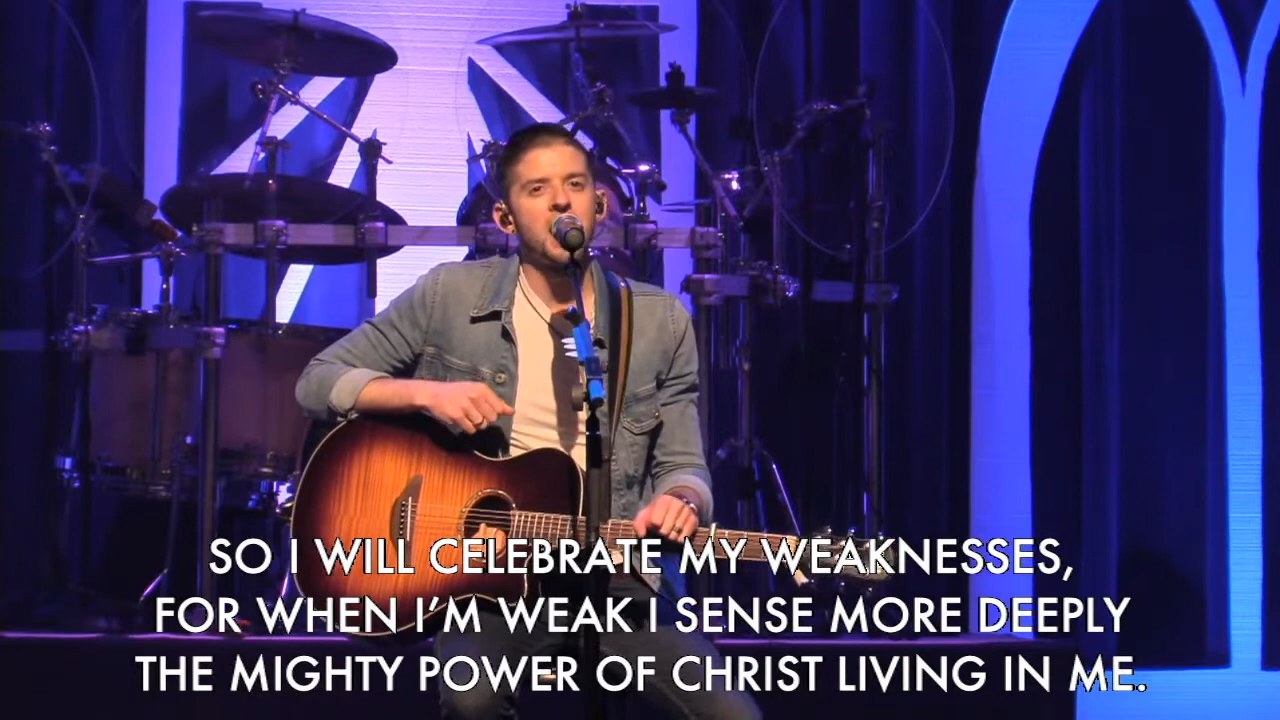 SO I WILL CELEBRATE MY WEAKNESSES,
FOR WHEN I’M WEAK I SENSE MORE DEEPLY
THE MIGHTY POWER OF CHRIST LIVING IN ME.